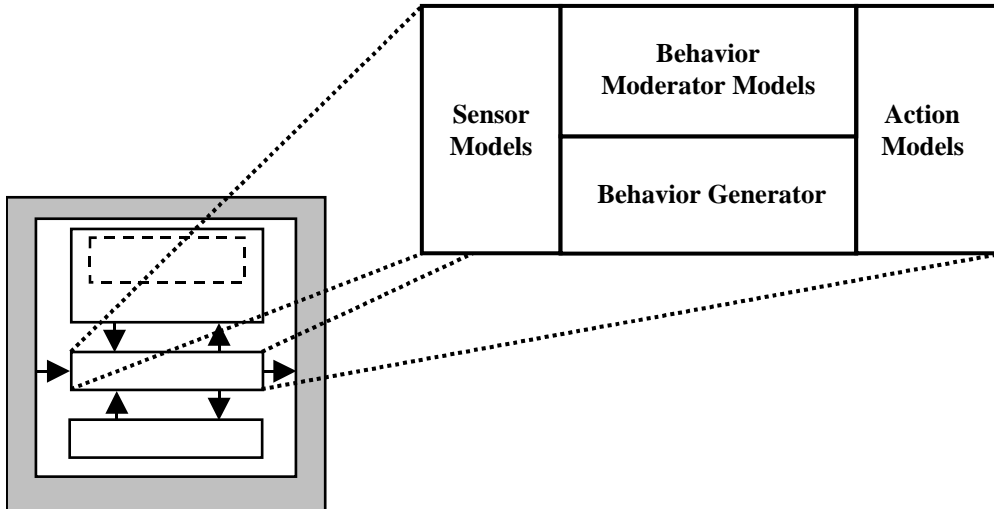 Sensor
Models
Behavior
Moderator Models
Behavior Generator
Action
Models